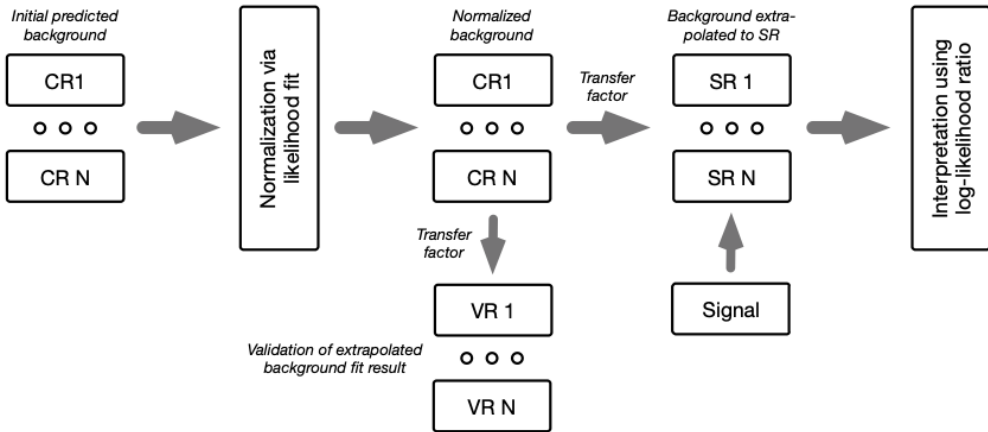 Initial predicted
background
CR1
CR N
Normalization via
likelihood fit
Normalized
background
CR1
CR N
Transfer
factor
VR 1
VR N
Validation of extrapolated
background fit result
Transfer
factor
Background extra-
polated to SR
SR 1
SR N
Signal
Interpretation using
log-likelihood ratio